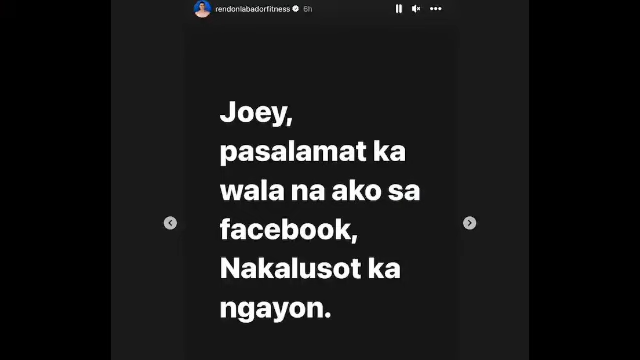 rendonlabadorfitness 6h
Joey,
pasalamat ka
wala na ako sa
facebook,
Nakalusot ka
ngayon.